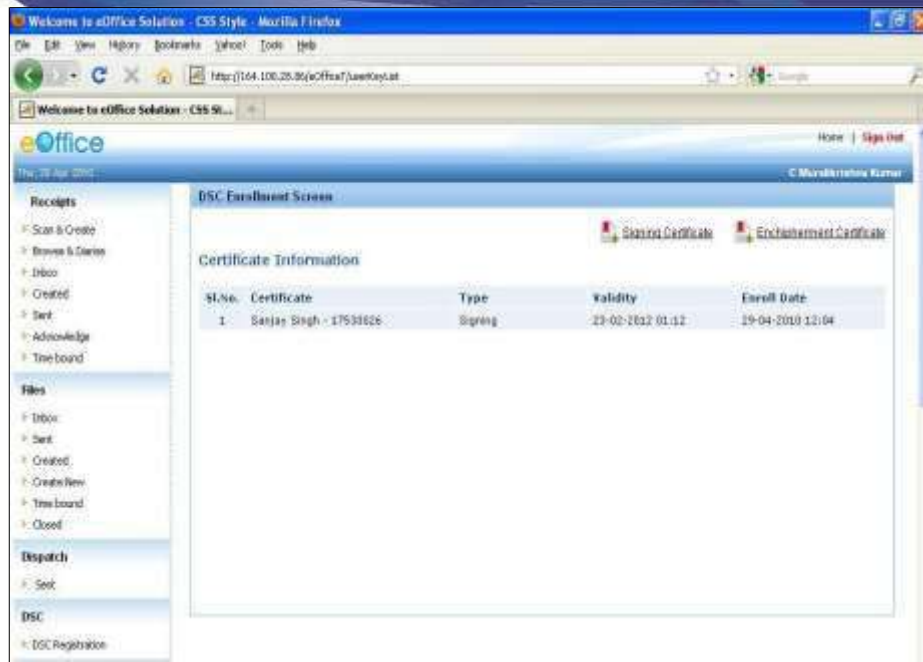 Welcome to eOffice Solution - CSS Style - Mozilla Firefox
File Edit View History Bookmarks Yahoo! Tools Help
Welcome to eOffice Solution - CSS St...
eOffice
Home | Sign Out
DSC Enrollment Screen
Signing Certificate
Encipherment Certificate
Certificate Information
Sl.No. Certificate Type Validity Enroll Date
1 Sanjay Singh - Signing 23-02-2012 01:12 29-04-2010 12:04
Receipts
Scan & Create
Browse & Diarise
Inbox
Created
Sent
Acknowledge
Time bound
Files
Inbox
Sent
Created
Create New
Time bound
Closed
Dispatch
Sent
DSC
DSC Registration